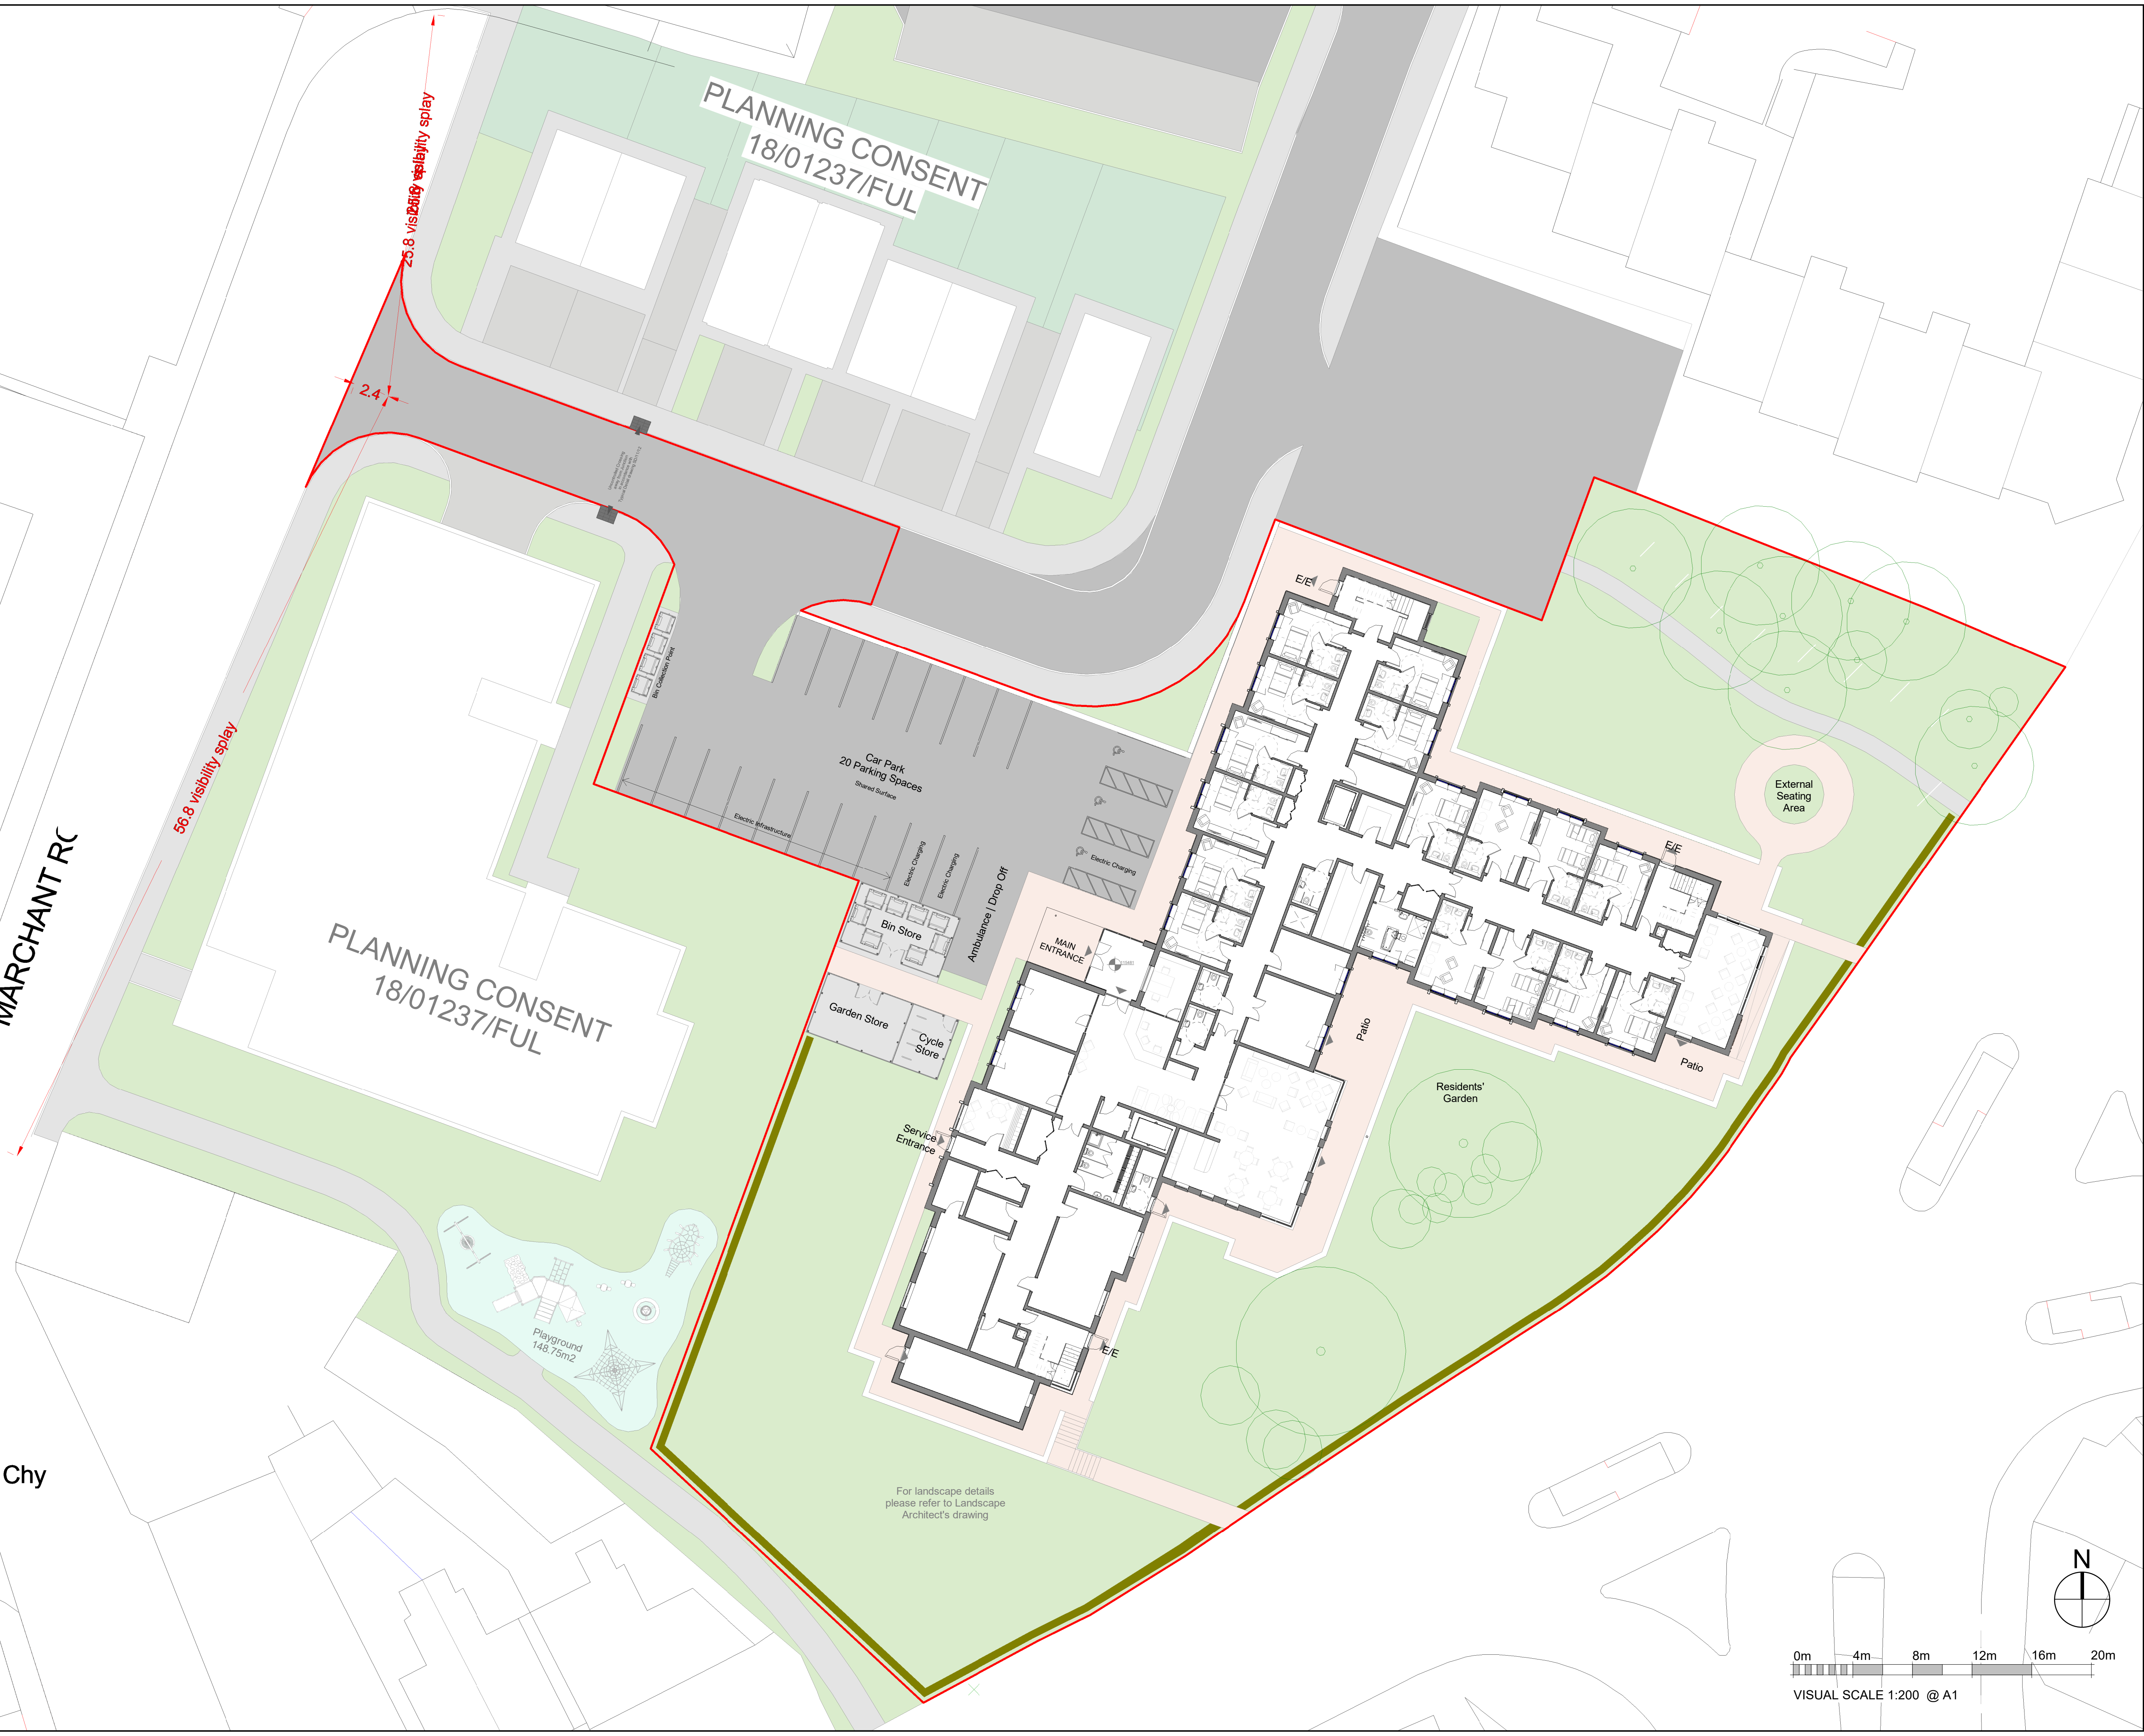 25.8 visibility splay
25.8 visibility splay
PLANNING CONSENT
18/01237/FUL
2.4
56.8 visibility splay
MARCHANT RO
Bin Collection Point
Car Park
20 Parking Spaces
Shared Surface
Electric Infrastructure
Electric Charging
Electric Charging
Electric Charging
Ambulance | Drop Off
Bin Store
Garden Store
Cycle
Store
MAIN
ENTRANCE
Service
Entrance
E/E
E/E
E/E
External
Seating
Area
Patio
Patio
Residents'
Garden
PLANNING CONSENT
18/01237/FUL
Playground
148.75m2
Chy
For landscape details
please refer to Landscape
Architect's drawing
N
0m 4m 8m 12m 16m 20m
VISUAL SCALE 1:200 @ A1